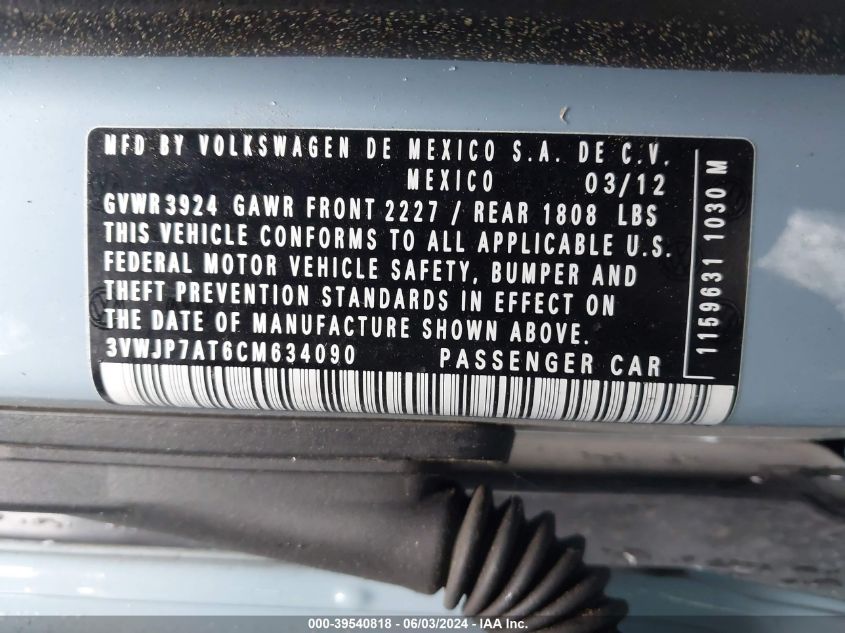 MFD BY VOLKSWAGEN DE MEXICO S.A. DE C.V.
MEXICO 03/12
GVWR 3924 GAWR FRONT 2227 / REAR 1808 LBS
THIS VEHICLE CONFORMS TO ALL APPLICABLE U.S.
FEDERAL MOTOR VEHICLE SAFETY, BUMPER AND
THEFT PREVENTION STANDARDS IN EFFECT ON
THE DATE OF MANUFACTURE SHOWN ABOVE.
3VWJP7AT6CM634090 PASSENGER CAR
1159631 1030 M
000-39540818 - 06/03/2024 - IAA Inc.